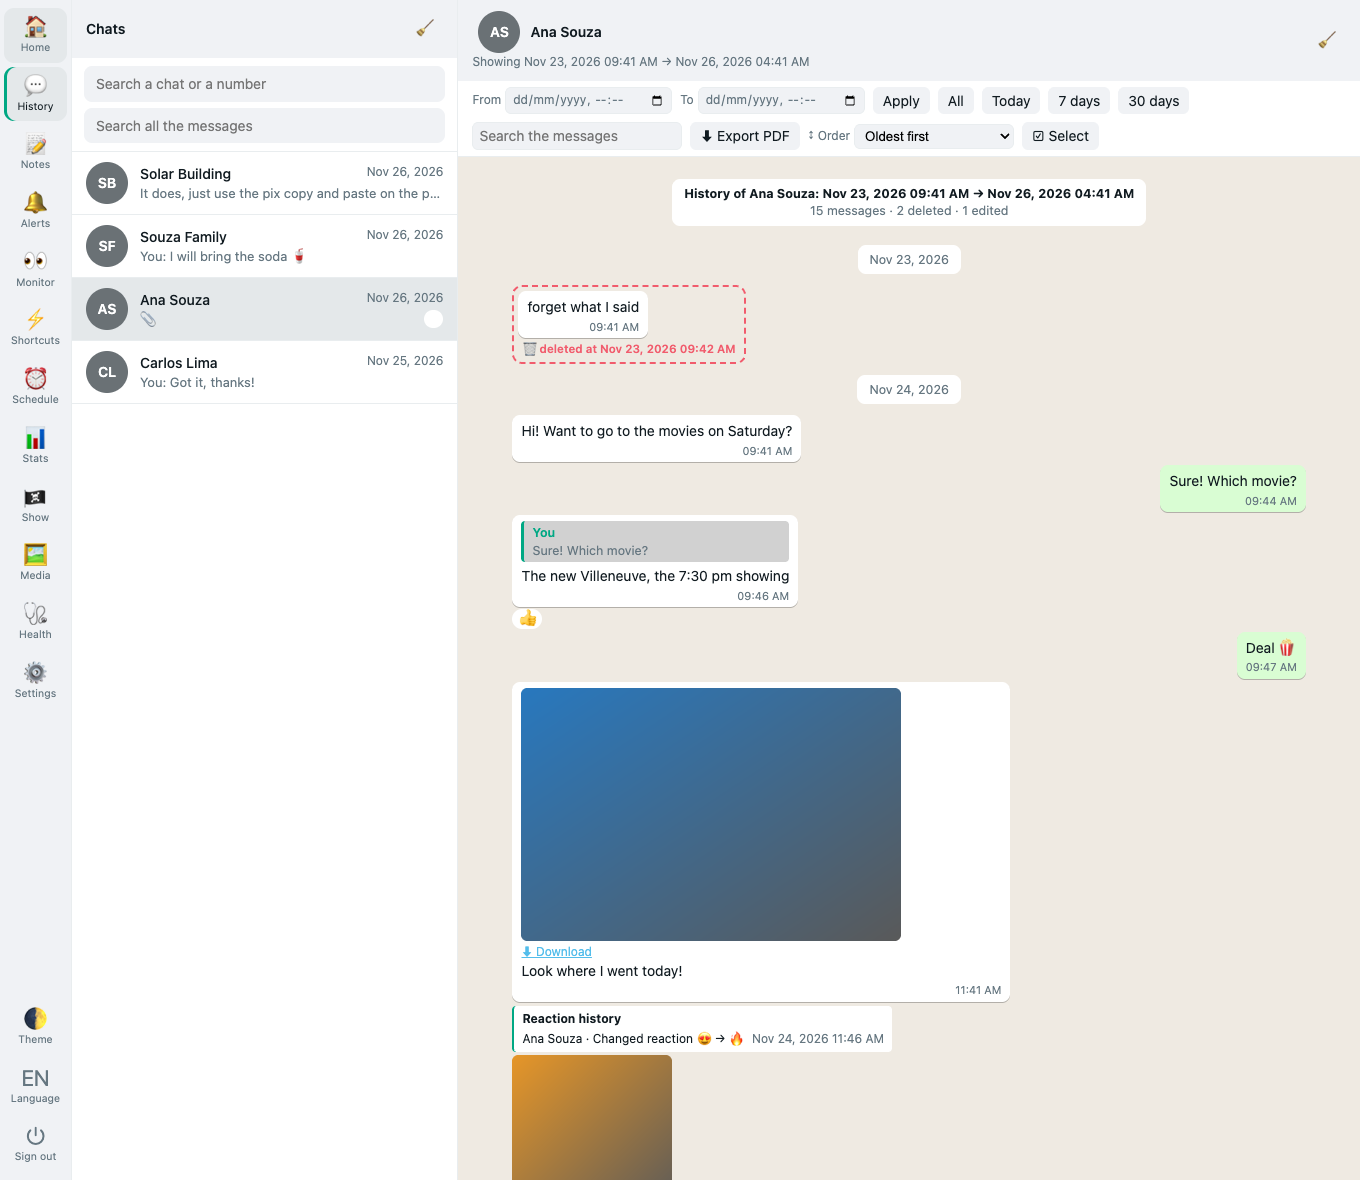 Home
History
Notes
Alerts
Monitor
Shortcuts
Schedule
Stats
Show
Media
Health
Settings
Theme
EN
Language
Sign out
Chats
Search a chat or a number
Search all the messages
SB
Solar Building
Nov 26, 2026
It does, just use the pix copy and paste on the p...
SF
Souza Family
Nov 26, 2026
You: I will bring the soda 🥤
AS
Ana Souza
Nov 26, 2026
📎
CL
Carlos Lima
Nov 25, 2026
You: Got it, thanks!
AS
Ana Souza
Showing Nov 23, 2026 09:41 AM → Nov 26, 2026 04:41 AM
From dd/mm/yyyy, --:-- To dd/mm/yyyy, --:-- Apply All Today 7 days 30 days
Search the messages ⬇ Export PDF ↕ Order Oldest first ☑ Select
History of Ana Souza: Nov 23, 2026 09:41 AM → Nov 26, 2026 04:41 AM
15 messages · 2 deleted · 1 edited
Nov 23, 2026
forget what I said
09:41 AM
🗑️ deleted at Nov 23, 2026 09:42 AM
Nov 24, 2026
Hi! Want to go to the movies on Saturday?
09:41 AM
Sure! Which movie?
09:44 AM
You
Sure! Which movie?
The new Villeneuve, the 7:30 pm showing
09:46 AM
👍
Deal 🍿
09:47 AM
⬇ Download
Look where I went today!
11:41 AM
Reaction history
Ana Souza · Changed reaction 😍 → 🔥 Nov 24, 2026 11:46 AM